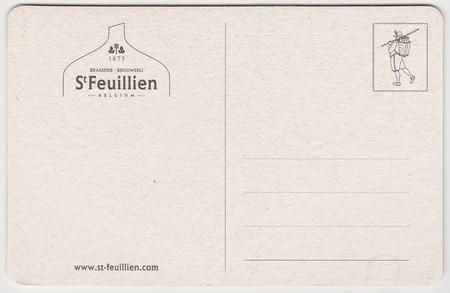 1873
BRASSERIE · BROUWERIJ
St Feuillien
BELGIUM
www.st-feuillien.com